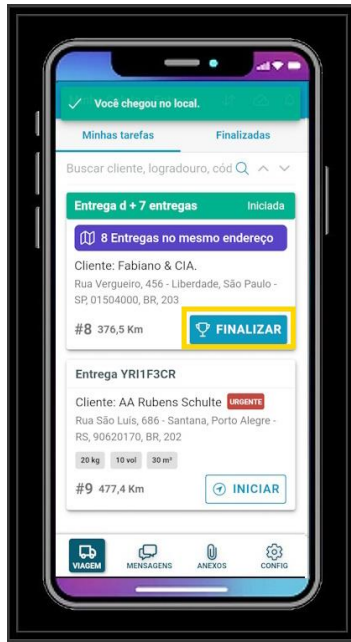 Você chegou no local.
Minhas tarefas
Finalizadas
Buscar cliente, logradouro, cód
Entrega d + 7 entregas
Iniciada
8 Entregas no mesmo endereço
Cliente: Fabiano & CIA.
Rua Vergueiro, 456 - Liberdade, São Paulo -
SP, 01504000, BR, 203
#8 376,5 Km
FINALIZAR
Entrega YRI1F3CR
Cliente: AA Rubens Schulte URGENTE
Rua São Luís, 686 - Santana, Porto Alegre -
RS, 90620170, BR, 202
20 kg 10 vol 30 m³
#9 477,4 Km
INICIAR
VIAGEM MENSAGENS ANEXOS CONFIG